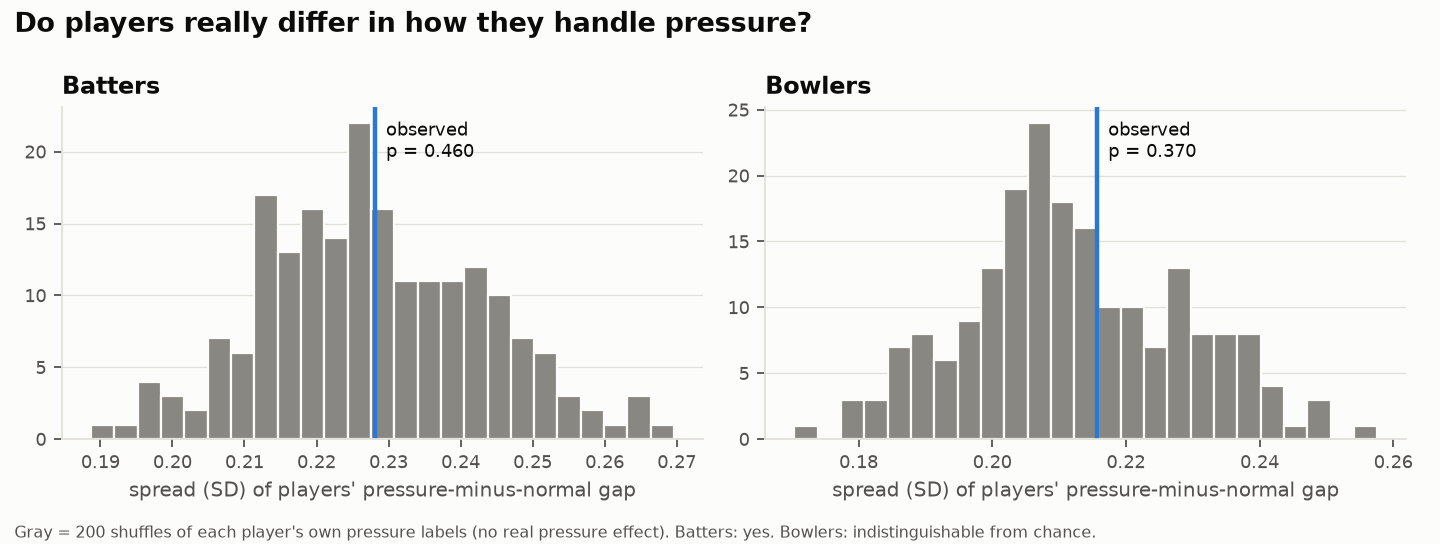 Do players really differ in how they handle pressure?
Batters
Bowlers
observed
p = 0.460
observed
p = 0.370
20
15
10
5
0
25
20
15
10
5
0
0.19 0.20 0.21 0.22 0.23 0.24 0.25 0.26 0.27
0.18 0.20 0.22 0.24 0.26
spread (SD) of players' pressure-minus-normal gap
spread (SD) of players' pressure-minus-normal gap
Gray = 200 shuffles of each player's own pressure labels (no real pressure effect). Batters: yes. Bowlers: indistinguishable from chance.